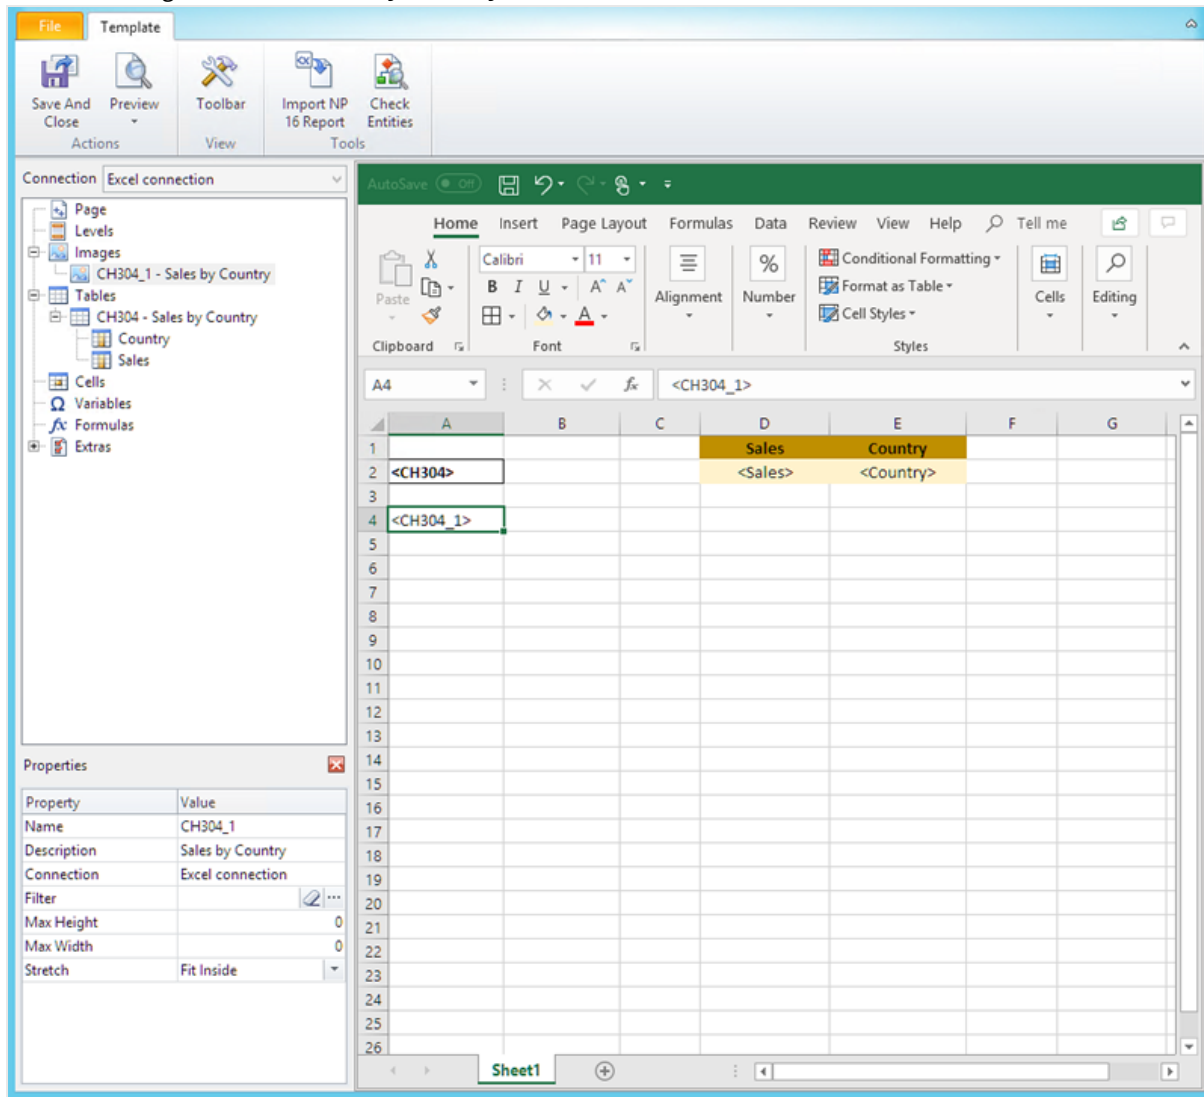 File Template
Save And Close
Preview
Toolbar
Import NP 16 Report
Check Entities
Actions View Tools
Connection Excel connection
Page
Levels
Images
CH304_1 - Sales by Country
Tables
CH304 - Sales by Country
Country
Sales
Cells
Variables
Formulas
Extras
Properties
Property Value
Name CH304_1
Description Sales by Country
Connection Excel connection
Filter
Max Height 0
Max Width 0
Stretch Fit Inside
AutoSave Off
Home Insert Page Layout Formulas Data Review View Help Tell me
Paste
Calibri 11
B I U A A
A
Alignment
% Number
Conditional Formatting
Format as Table
Cell Styles
Cells
Editing
Clipboard Font Styles
A4 fx <CH304_1>
A B C D E F G
1 Sales Country
2 <CH304> <Sales> <Country>
3
4 <CH304_1>
5
6
7
8
9
10
11
12
13
14
15
16
17
18
19
20
21
22
23
24
25
26
Sheet1